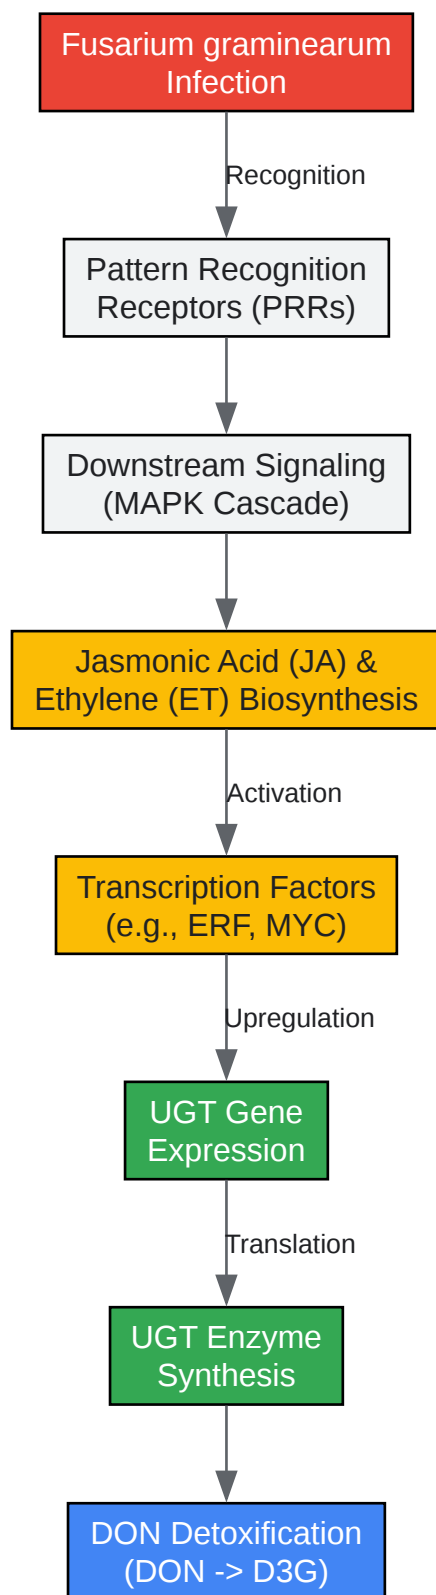 Fusarium graminearum
Infection
Recognition
Pattern Recognition
Receptors (PRRs)
Downstream Signaling
(MAPK Cascade)
Jasmonic Acid (JA) &
Ethylene (ET) Biosynthesis
Activation
Transcription Factors
(e.g., ERF, MYC)
Upregulation
UGT Gene
Expression
Translation
UGT Enzyme
Synthesis
DON Detoxification
(DON -> D3G)